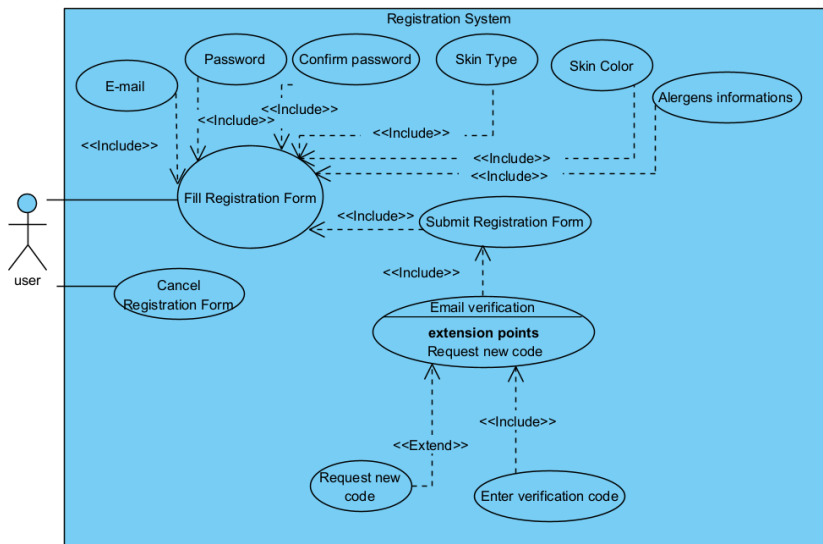 Registration System
Password
Confirm password
Skin Type
Skin Color
E-mail
Alergens informations
<<Include>>
<<Include>>
<<Include>>
<<Include>>
<<Include>>
<<Include>>
Fill Registration Form
<<Include>>
Submit Registration Form
user
Cancel
Registration Form
<<Include>>
Email verification
extension points
Request new code
<<Include>>
<<Extend>>
Request new
code
Enter verification code